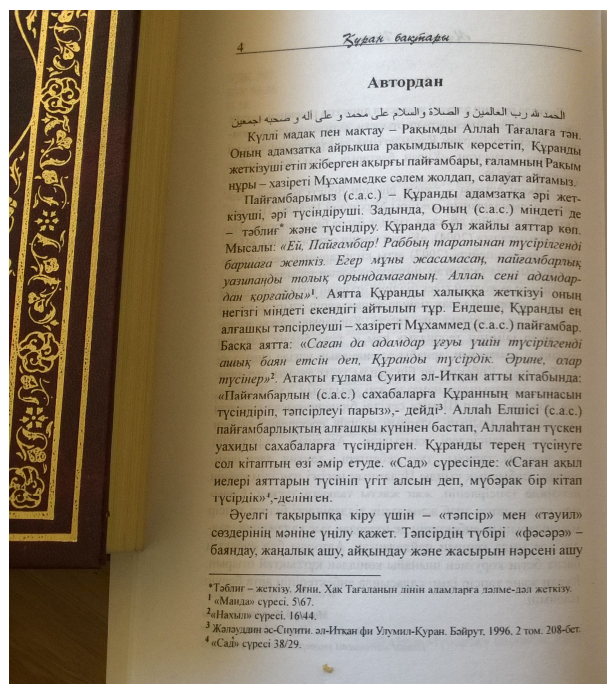 4
Құран бақтары
Автордан
الحمد لله رب العالمين و الصلاة والسلام على محمد و على آله و صحبه اجمعين
Күллі мадақ пен мақтау – Рақымды Аллаһ Тағалаға тән.
Оның адамзатқа айрықша рақымдылық көрсетіп, Құранды
жеткізуші етіп жіберген ақырғы пайғамбары, ғаламның Рақым
нұры – хазіреті Мұхаммедке сәлем жолдап, салауат айтамыз.
Пайғамбарымыз (с.а.с.) – Құранды адамзатқа әрі жет-
кізуші, әрі түсіндіруші. Задында, Оның (с.а.с.) міндеті де
– тәблиғ* және түсіндіру. Құранда бұл жайлы аяттар көп.
Мысалы: «Ей, Пайғамбар! Раббың тарапынан түсірілгенді
баршаға жеткіз. Егер мұны жасамасаң, пайғамбарлық
уазипаңды толық орындамағаның. Аллаһ сені адамдар-
дан қорғайды»¹. Аятта Құранды халыққа жеткізуі оның
негізгі міндеті екендігі айтылып тұр. Ендеше, Құранды ең
алғашқы тәпсірлеуші – хазіреті Мұхаммед (с.а.с.) пайғамбар.
Басқа аятта: «Саған да адамдар ұғуы үшін түсірілгенді
ашық баян етсін деп, Құранды түсірдік. Әрине, олар
түсінер»². Атақты ғұлама Суити әл-Итқан атты кітабында:
«Пайғамбардың (с.а.с.) сахабаларға Құранның мағынасын
түсіндіріп, тәпсірлеуі парыз»,- дейді³. Аллаһ Елшісі (с.а.с.)
пайғамбарлықтың алғашқы күнінен бастап, Аллаһтан түскен
уахиды сахабаларға түсіндірген. Құранды терең түсінуге
сол кітаптың өзі әмір етуде. «Сад» сүресінде: «Саған ақыл
иелері аяттарын түсініп үгіт алсын деп, мүбәрак бір кітап
түсірдік»⁴,-делінген.
Әуелгі тақырыпқа кіру үшін – «тәпсір» мен «тәуил»
сөздерінің мәніне үңілу қажет. Тәпсірдің түбірі «фәсәрә» –
баяндау, жаңалық ашу, айқындау және жасырын нәрсені ашу
*Тәблиғ – жеткізу. Яғни, Хақ Тағаланың дінін адамдарға дәлме-дәл жеткізу.
¹ «Маида» сүресі. 5\67.
²«Нахыл» сүресі. 16\44.
³ Жәләуддин әс-Суити. әл-Итқан фи Улумил-Қуран. Бәйрут, 1996. 2 том. 208-бет.
⁴ «Сад» сүресі 38/29.